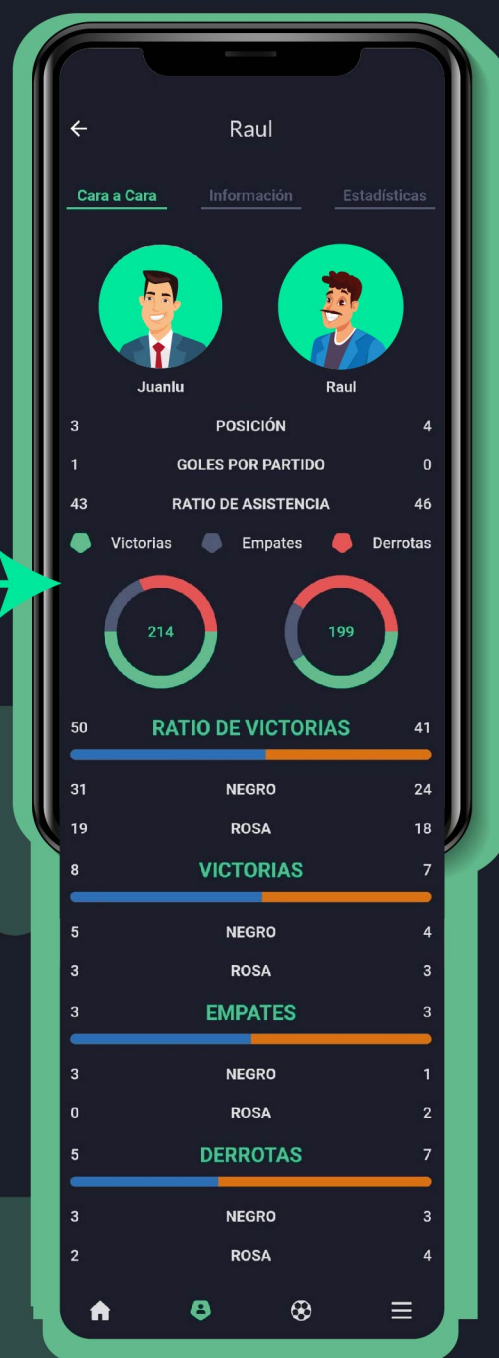 Raul
Cara a Cara Información Estadísticas
Juanlu Raul
3 POSICIÓN 4
1 GOLES POR PARTIDO 0
43 RATIO DE ASISTENCIA 46
Victorias Empates Derrotas
214 199
50 RATIO DE VICTORIAS 41
31 NEGRO 24
19 ROSA 18
8 VICTORIAS 7
5 NEGRO 4
3 ROSA 3
3 EMPATES 3
3 NEGRO 1
0 ROSA 2
5 DERROTAS 7
3 NEGRO 3
2 ROSA 4